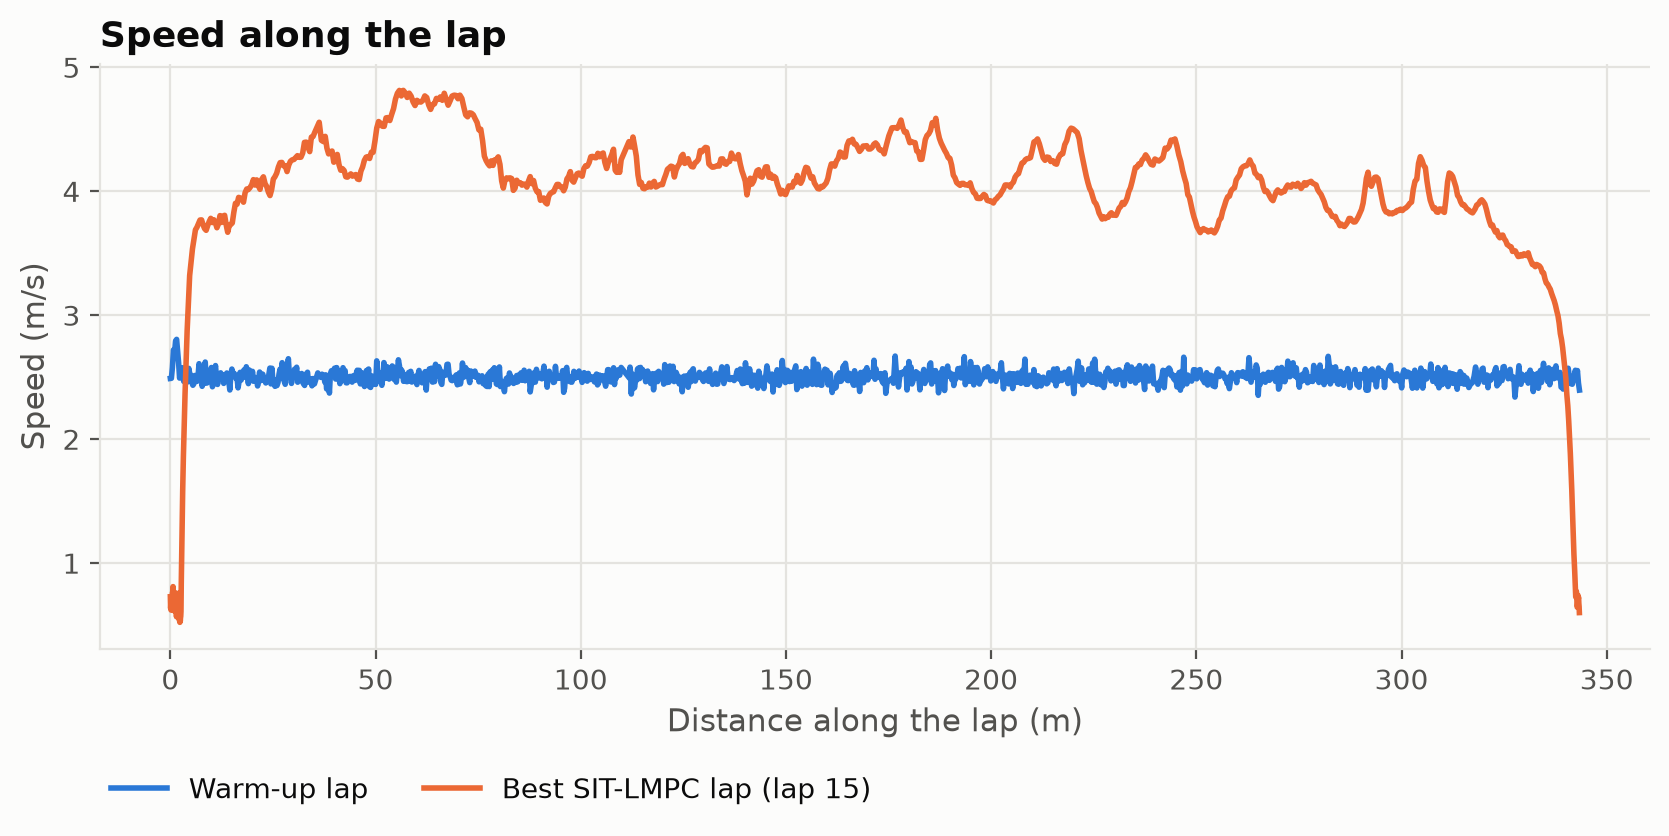 Speed along the lap
5
4
3
2
1
Speed (m/s)
0 50 100 150 200 250 300 350
Distance along the lap (m)
Warm-up lap Best SIT-LMPC lap (lap 15)